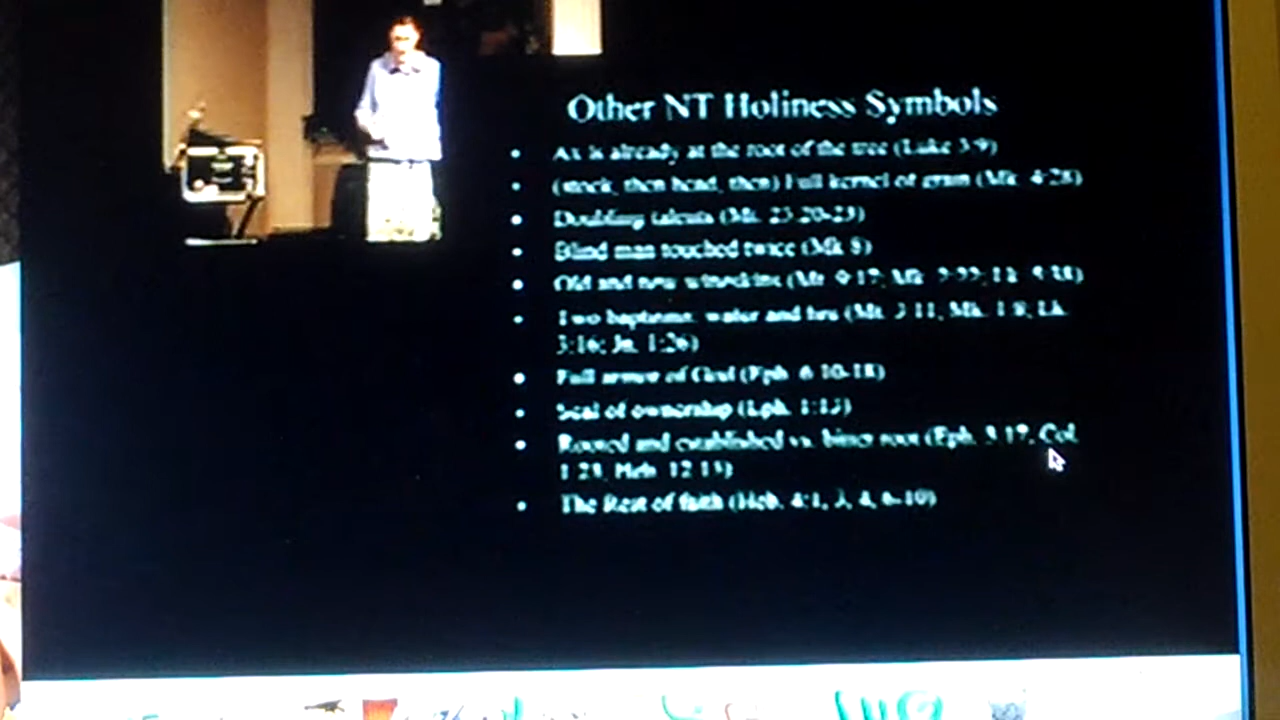 Other NT Holiness Symbols
• Ax is already at the root of the tree (Luke 3:9)
• (stock, then head, then) Full kernel of grain (Mk. 4:28)
• Doubling talents (Mt. 25:20-23)
• Blind man touched twice (Mk 8)
• Old and new wineskins (Mt. 9:17; Mk.
• Two baptisms: water and fire (Mt. 3:11, Mk. 1:8; Lk.
3:16; Jn. 1:26)
• Full armor of God (Eph. 6:10-18)
• Seal of ownership (Eph. 1:13)
• Rooted and established vs. bitter root (Eph. 3:17, Col.
1:23, Heb. 12:15)
• The Rest of faith (Heb. 4:1, 3, 4, 6-10)